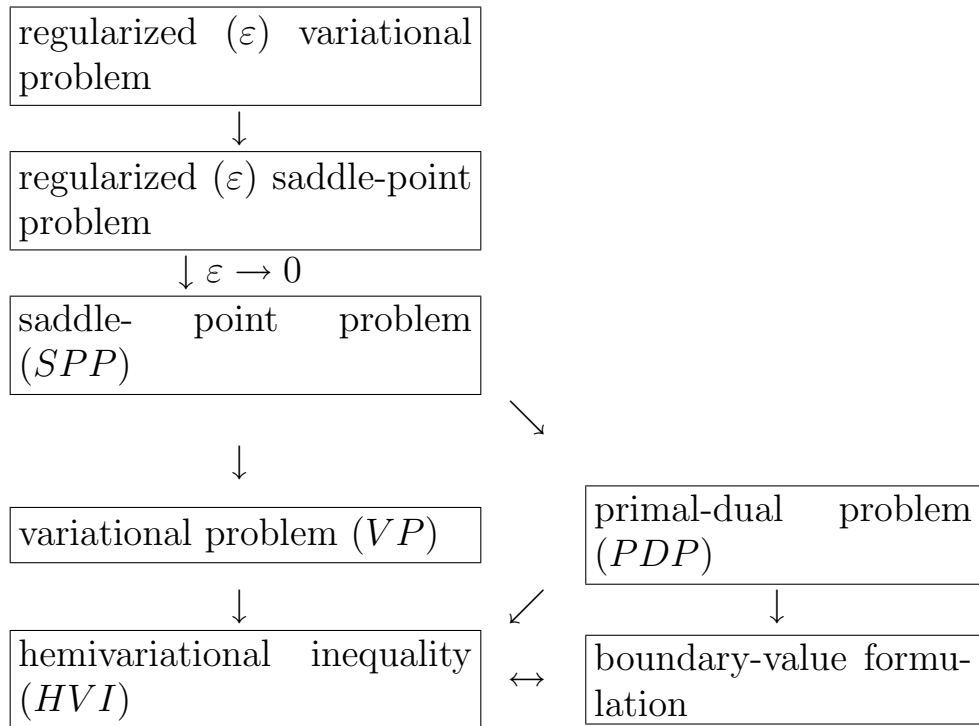 regularized (ε) variational
problem
↓
regularized (ε) saddle-point
problem
↓ ε → 0
saddle- point problem
(SPP)
↘
↓
variational problem (VP)
primal-dual problem
(PDP)
↓ ↙ ↓
hemivariational inequality
(HVI)
↔
boundary-value formu-
lation